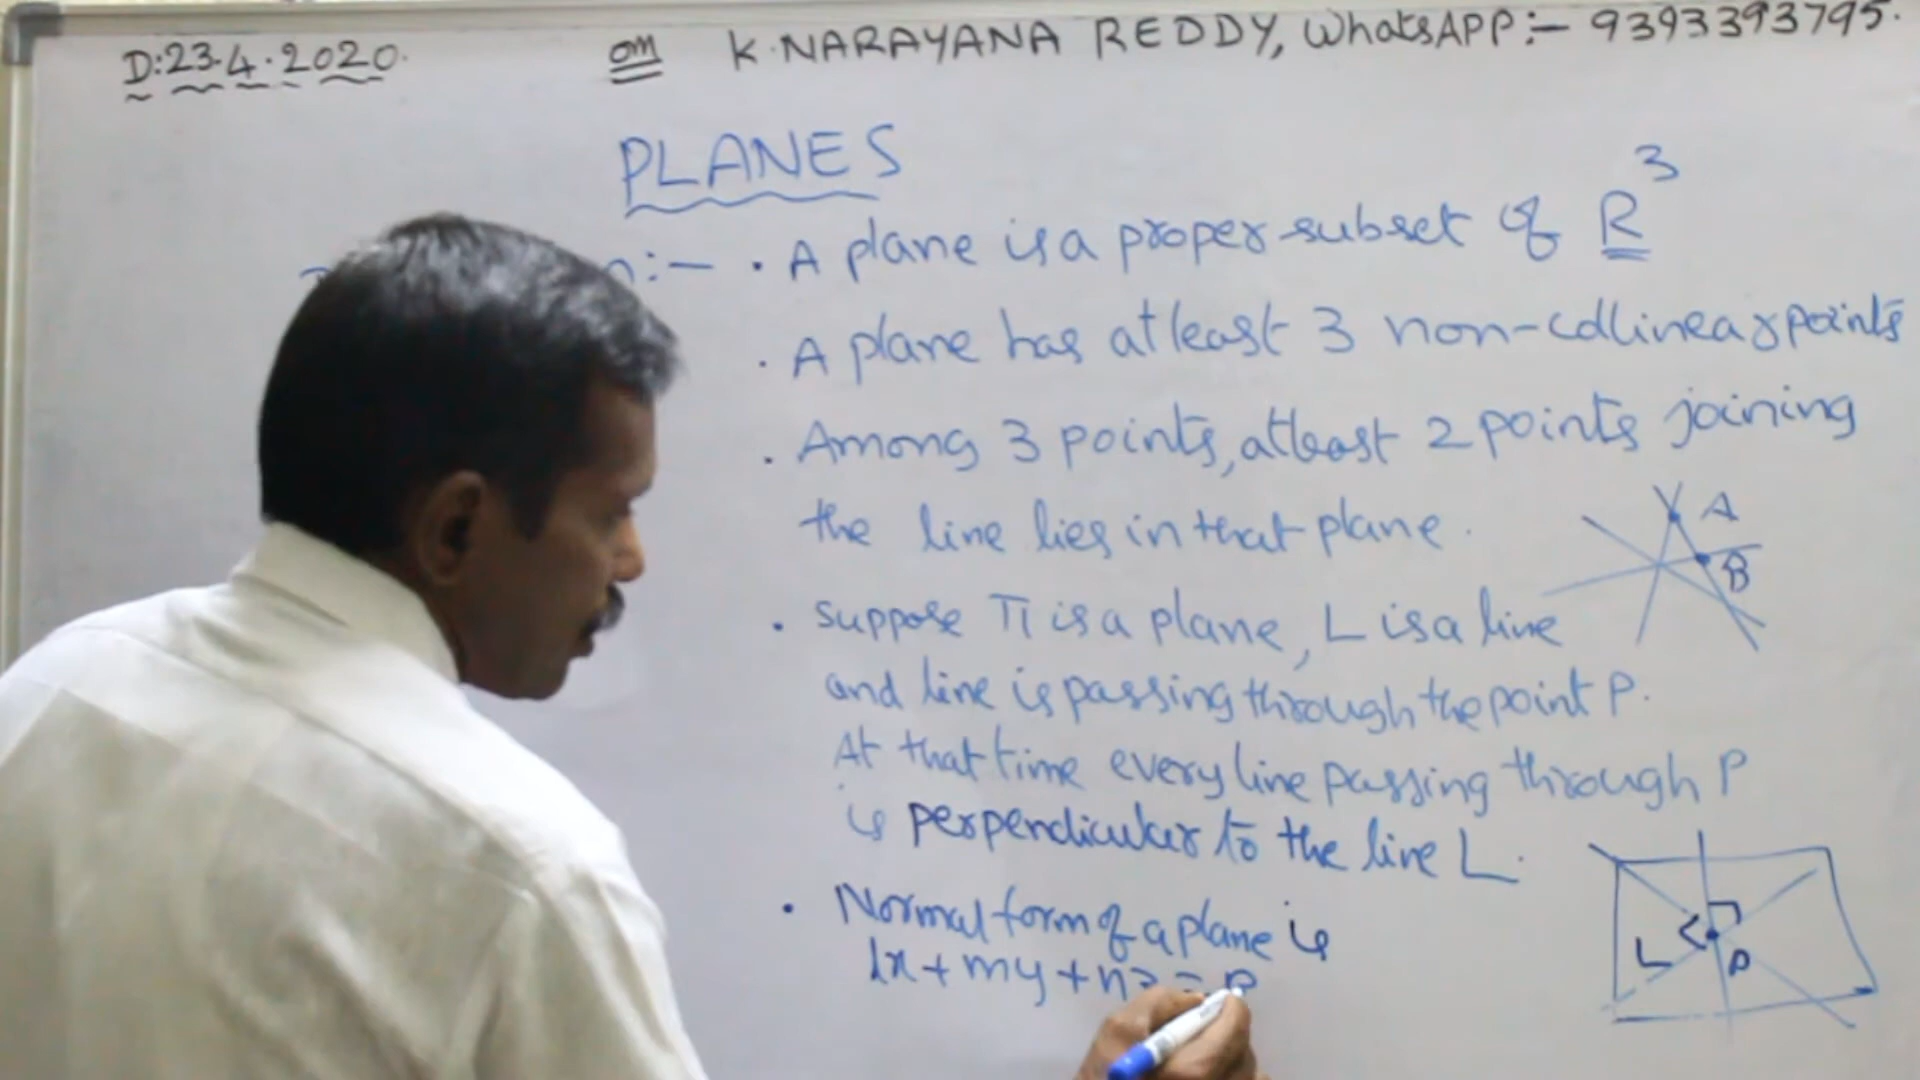 D:23.4.2020. om K.NARAYANA REDDY, WhatsAPP:- 9393393795.
PLANES
n:- . A plane is a proper subset of R³
. A plane has atleast 3 non-collinear points
. Among 3 points, atleast 2 points joining
the line lies in that plane.
A
B
. suppose π is a plane, L is a line
and line is passing through the point P.
At that time every line passing through P
is perpendicular to the line L.
. Normal form of a plane is
lx + my + nz = P
L
P